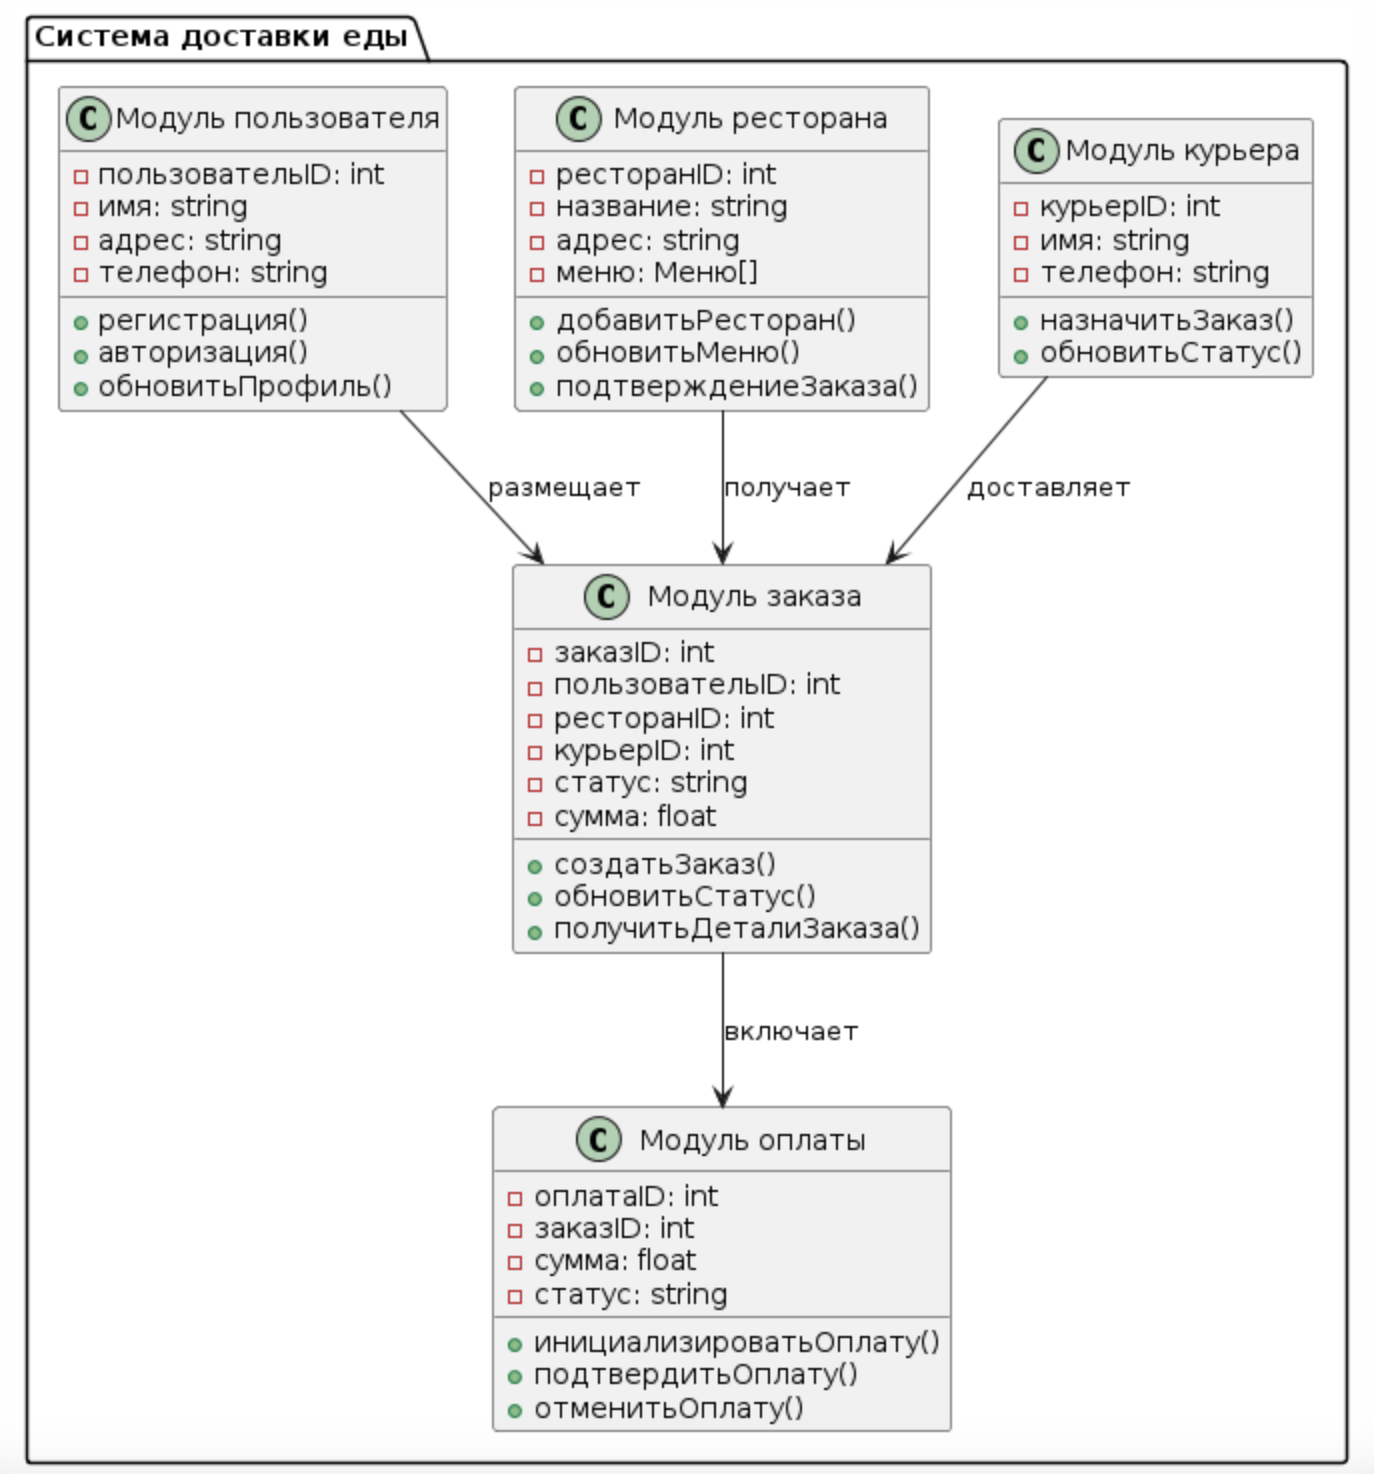 Система доставки еды
C Модуль пользователя
пользовательID: int
имя: string
адрес: string
телефон: string
регистрация()
авторизация()
обновитьПрофиль()
C Модуль ресторана
ресторанID: int
название: string
адрес: string
меню: Меню[]
добавитьРесторан()
обновитьМеню()
подтверждениеЗаказа()
C Модуль курьера
курьерID: int
имя: string
телефон: string
назначитьЗаказ()
обновитьСтатус()
размещает
получает
доставляет
C Модуль заказа
заказID: int
пользовательID: int
ресторанID: int
курьерID: int
статус: string
сумма: float
создатьЗаказ()
обновитьСтатус()
получитьДеталиЗаказа()
включает
C Модуль оплаты
оплатаID: int
заказID: int
сумма: float
статус: string
инициализироватьОплату()
подтвердитьОплату()
отменитьОплату()